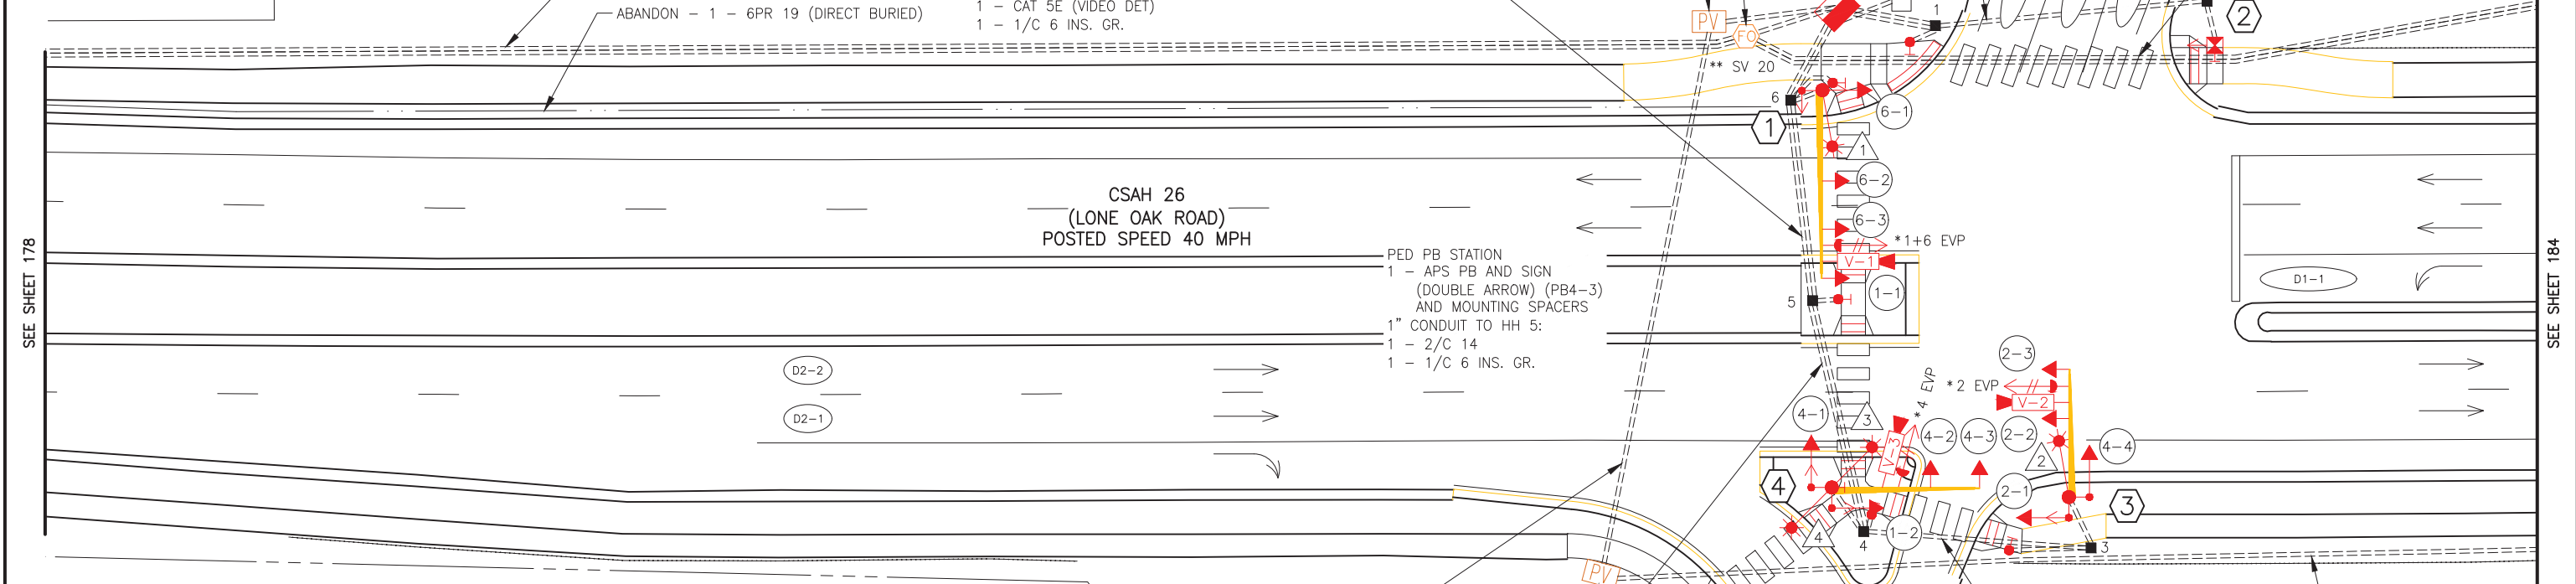 ABANDON - 1 - 6PR 19 (DIRECT BURIED)
1 - CAT 5E (VIDEO DET)
1 - 1/C 6 INS. GR.
PV
FO
1
2
** SV 20
6
1
6-1
1
6-2
6-3
*1+6 EVP
V-1
1-1
5
CSAH 26
(LONE OAK ROAD)
POSTED SPEED 40 MPH
SEE SHEET 178
SEE SHEET 184
D1-1
PED PB STATION
1 - APS PB AND SIGN
(DOUBLE ARROW) (PB4-3)
AND MOUNTING SPACERS
1" CONDUIT TO HH 5:
1 - 2/C 14
1 - 1/C 6 INS. GR.
D2-2
D2-1
2-3
*2 EVP
V-2
*4 EVP
4-1
3
V-3
4-2
4-3
2-2
4-4
2
4
2-1
3
4
4
1-2
3
PV